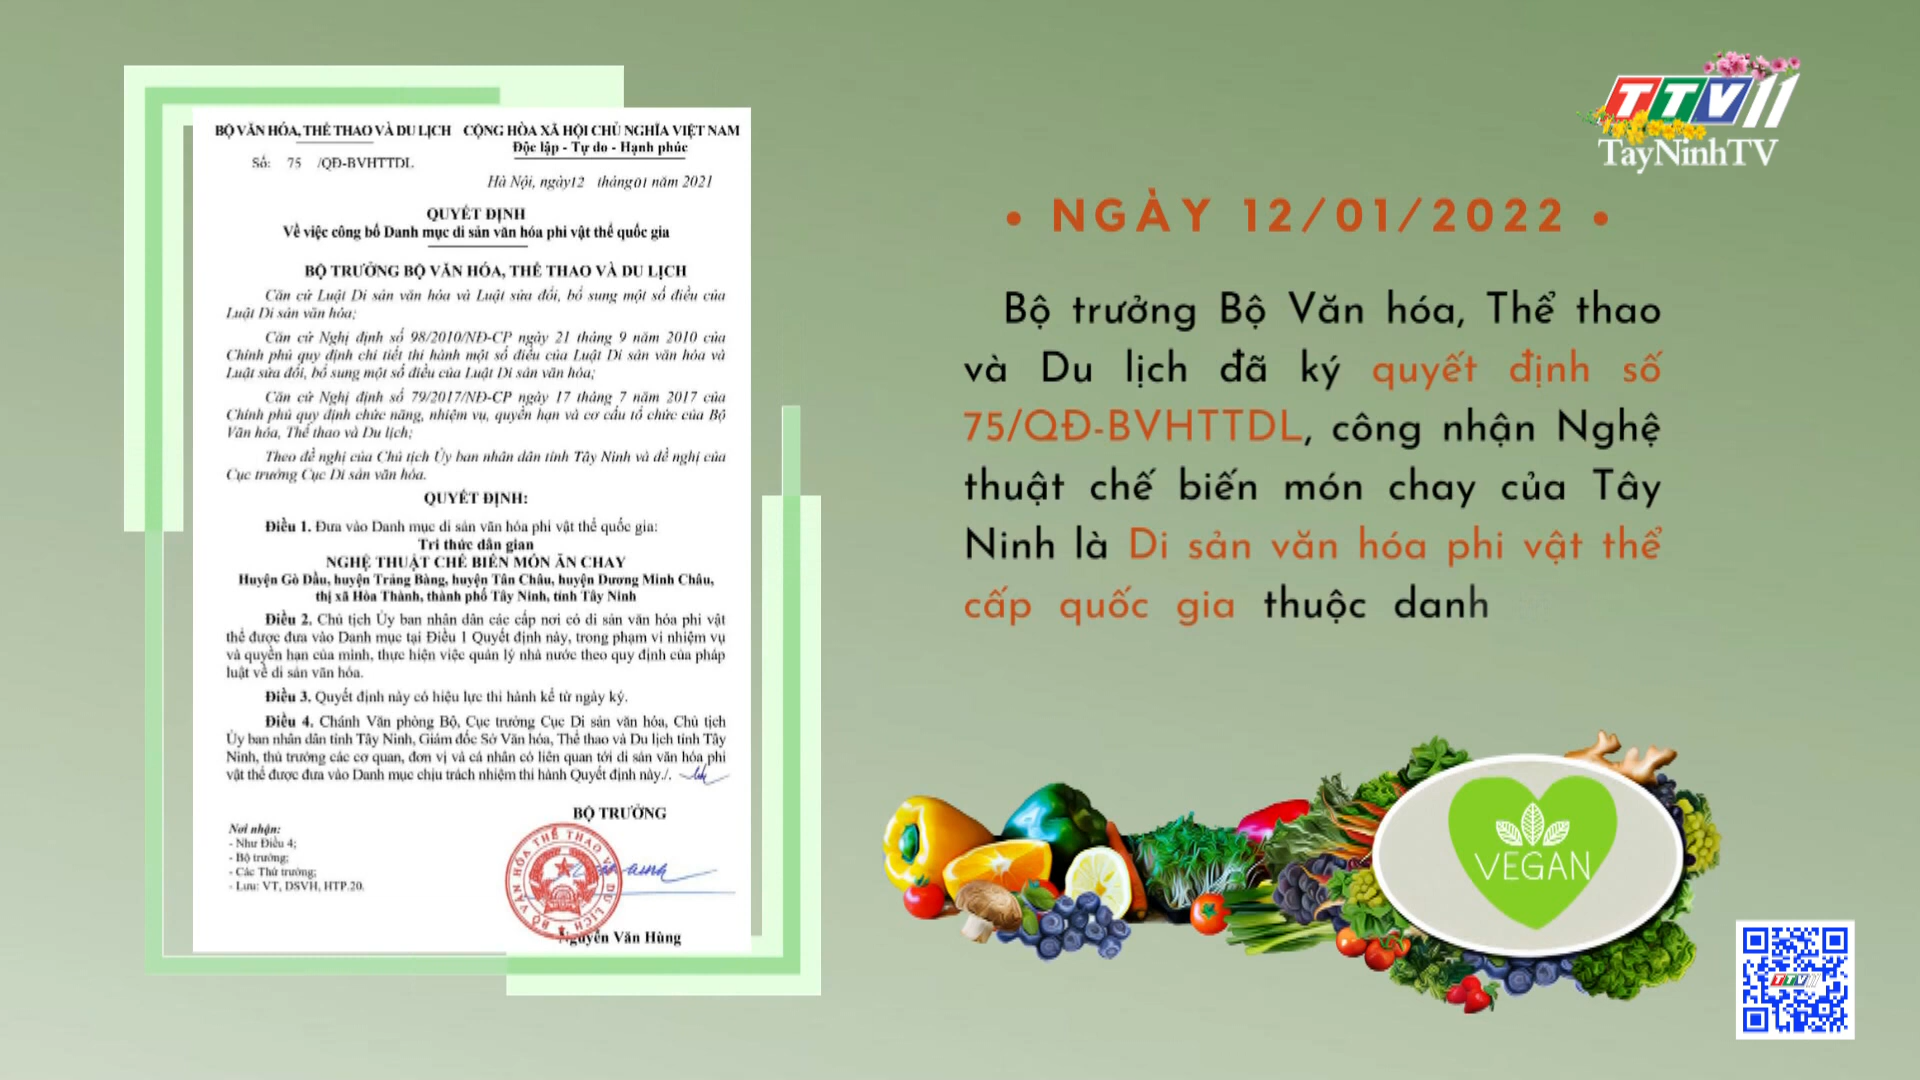 BỘ VĂN HÓA, THỂ THAO VÀ DU LỊCH
Số: 75 /QĐ-BVHTTDL
CỘNG HÒA XÃ HỘI CHỦ NGHĨA VIỆT NAM
Độc lập - Tự do - Hạnh phúc
Hà Nội, ngày 12 tháng 01 năm 2021
QUYẾT ĐỊNH
Về việc công bố Danh mục di sản văn hóa phi vật thể quốc gia
BỘ TRƯỞNG BỘ VĂN HÓA, THỂ THAO VÀ DU LỊCH
Căn cứ Luật Di sản văn hóa và Luật sửa đổi, bổ sung một số điều của
Luật Di sản văn hóa;
Căn cứ Nghị định số 98/2010/NĐ-CP ngày 21 tháng 9 năm 2010 của
Chính phủ quy định chi tiết thi hành một số điều của Luật Di sản văn hóa và
Luật sửa đổi, bổ sung một số điều của Luật Di sản văn hóa;
Căn cứ Nghị định số 79/2017/NĐ-CP ngày 17 tháng 7 năm 2017 của
Chính phủ quy định chức năng, nhiệm vụ, quyền hạn và cơ cấu tổ chức của Bộ
Văn hóa, Thể thao và Du lịch;
Theo đề nghị của Chủ tịch Ủy ban nhân dân tỉnh Tây Ninh và đề nghị của
Cục trưởng Cục Di sản văn hóa.
QUYẾT ĐỊNH:
Điều 1. Đưa vào Danh mục di sản văn hóa phi vật thể quốc gia:
Tri thức dân gian
NGHỆ THUẬT CHẾ BIẾN MÓN ĂN CHAY
Huyện Gò Dầu, huyện Trảng Bàng, huyện Tân Châu, huyện Dương Minh Châu,
thị xã Hòa Thành, thành phố Tây Ninh, tỉnh Tây Ninh
Điều 2. Chủ tịch Ủy ban nhân dân các cấp nơi có di sản văn hóa phi vật
thể được đưa vào Danh mục tại Điều 1 Quyết định này, trong phạm vi nhiệm vụ
và quyền hạn của mình, thực hiện việc quản lý nhà nước theo quy định của pháp
luật về di sản văn hóa.
Điều 3. Quyết định này có hiệu lực thi hành kể từ ngày ký.
Điều 4. Chánh Văn phòng Bộ, Cục trưởng Cục Di sản văn hóa, Chủ tịch
Ủy ban nhân dân tỉnh Tây Ninh, Giám đốc Sở Văn hóa, Thể thao và Du lịch tỉnh Tây
Ninh, thủ trưởng các cơ quan, đơn vị và cá nhân có liên quan tới di sản văn hóa phi
vật thể được đưa vào Danh mục chịu trách nhiệm thi hành Quyết định này./.
Nơi nhận:
- Như Điều 4;
- Bộ trưởng;
- Các Thứ trưởng;
- Lưu: VT, DSVH, HTP.20.
BỘ TRƯỞNG
Nguyễn Văn Hùng
TTV11
TayNinhTV
• NGÀY 12/01/2022 •
Bộ trưởng Bộ Văn hóa, Thể thao
và Du lịch đã ký quyết định số
75/QĐ-BVHTTDL, công nhận Nghệ
thuật chế biến món chay của Tây
Ninh là Di sản văn hóa phi vật thể
cấp quốc gia thuộc danh
VEGAN
TTV11